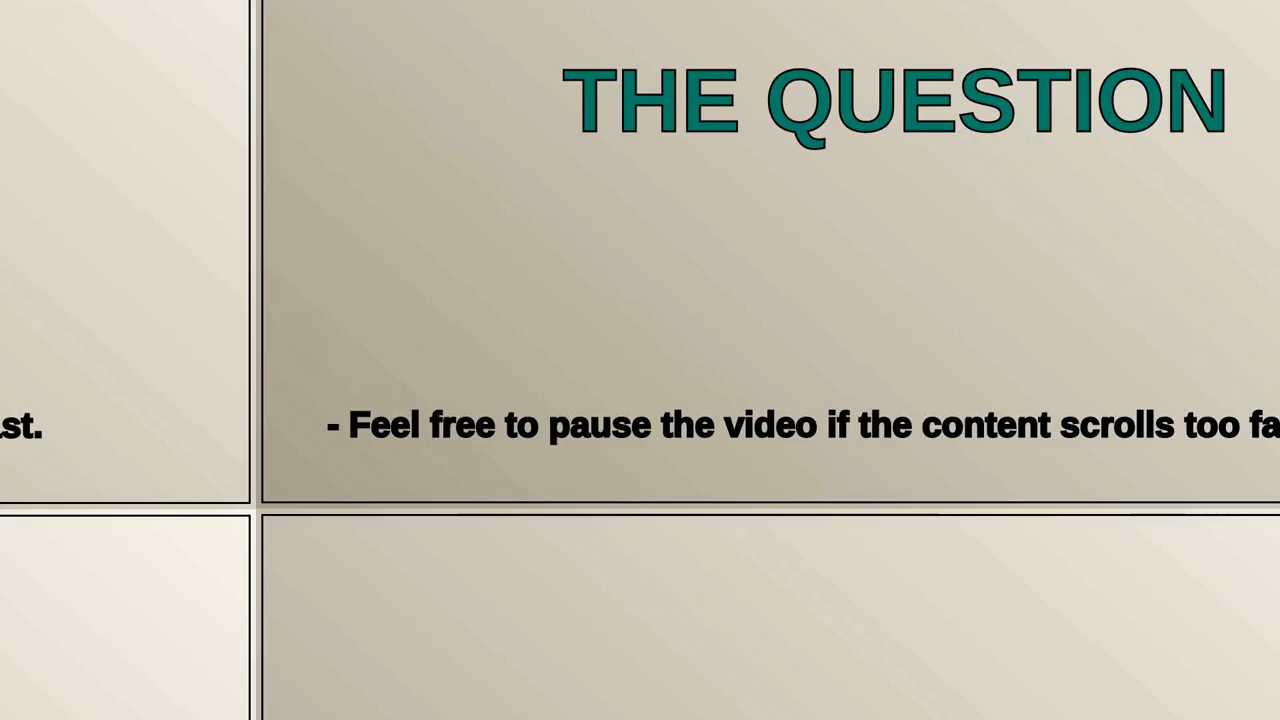 THE QUESTION
st.
- Feel free to pause the video if the content scrolls too fa